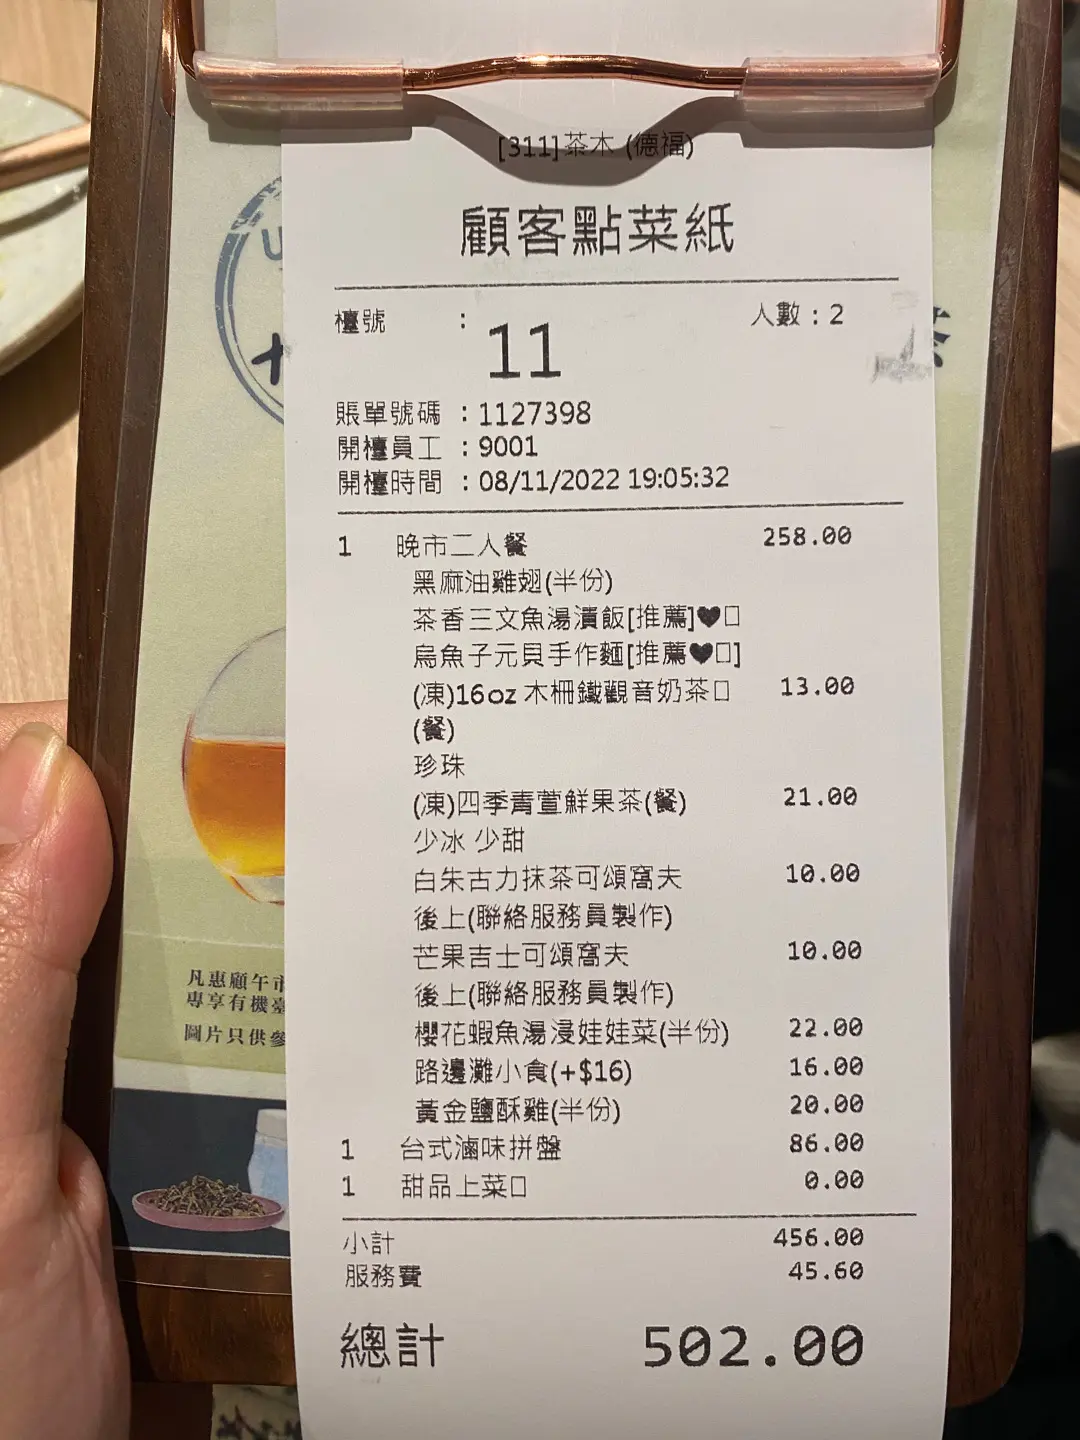 [311]茶木 (德福)
顧客點菜紙
檯號 : 11 人數:2
賬單號碼 :1127398
開檯員工 :9001
開檯時間 :08/11/2022 19:05:32
1 晚市二人餐 258.00
黑麻油雞翅(半份)
茶香三文魚湯漬飯[推薦]♥□
烏魚子元貝手作麵[推薦♥□]
(凍)16oz 木柵鐵觀音奶茶□ 13.00
(餐)
珍珠
(凍)四季青萱鮮果茶(餐) 21.00
少冰 少甜
白朱古力抹茶可頌窩夫 10.00
後上(聯絡服務員製作)
芒果吉士可頌窩夫 10.00
後上(聯絡服務員製作)
櫻花蝦魚湯浸娃娃菜(半份) 22.00
路邊灘小食(+$16) 16.00
黃金鹽酥雞(半份) 20.00
1 台式滷味拼盤 86.00
1 甜品上菜□ 0.00
小計 456.00
服務費 45.60
總計 502.00
凡惠顧午市
專享有機臺
圖片只供參